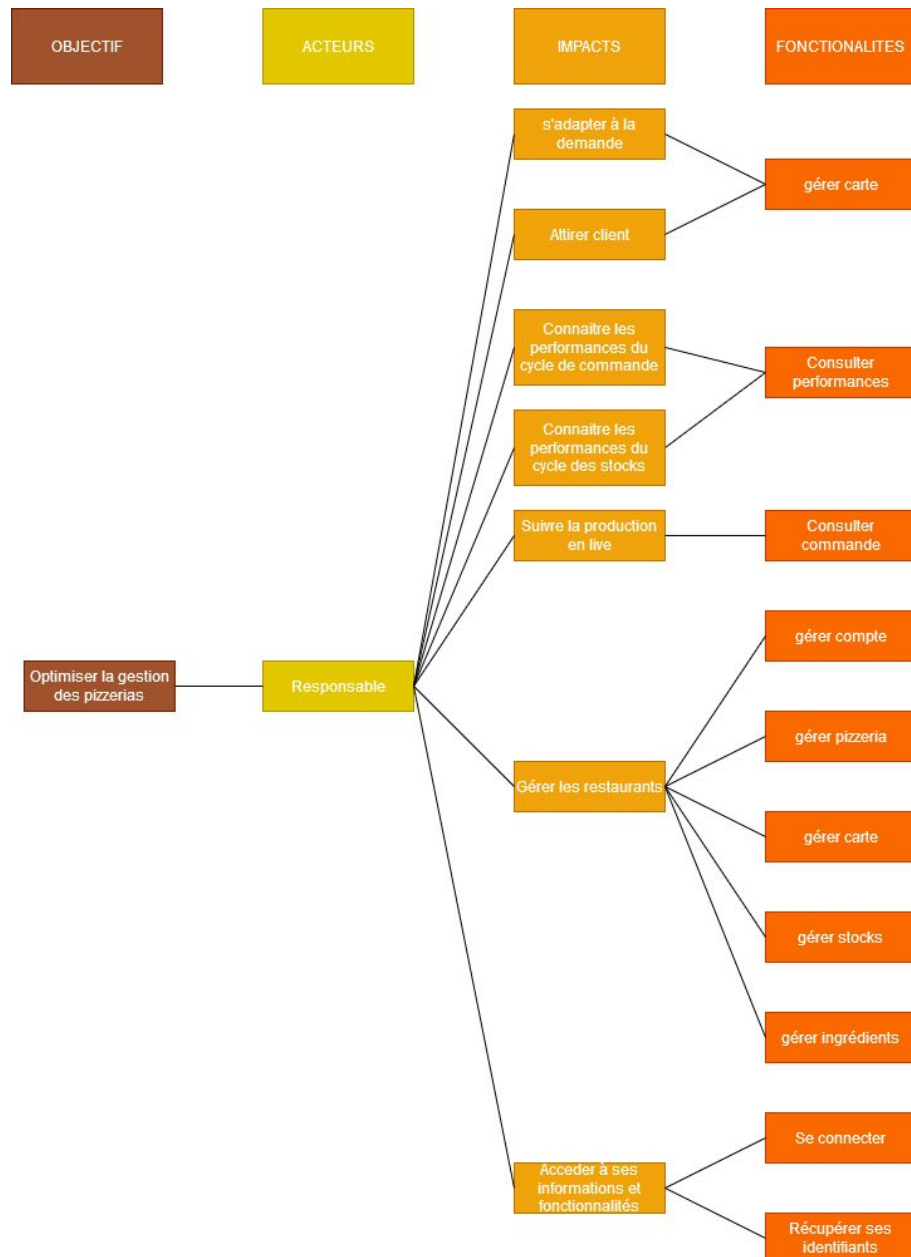 OBJECTIF
ACTEURS
IMPACTS
FONCTIONALITES
s'adapter à la
demande
gérer carte
Attirer client
Connaitre les
performances du
cycle de commande
Consulter
performances
Connaitre les
performances du
cycle des stocks
Suivre la production
en live
Consulter
commande
gérer compte
Optimiser la gestion
des pizzerias
Responsable
gérer pizzeria
Gérer les restaurants
gérer carte
gérer stocks
gérer ingrédients
Se connecter
Acceder à ses
informations et
fonctionnalités
Récupérer ses
identifiants